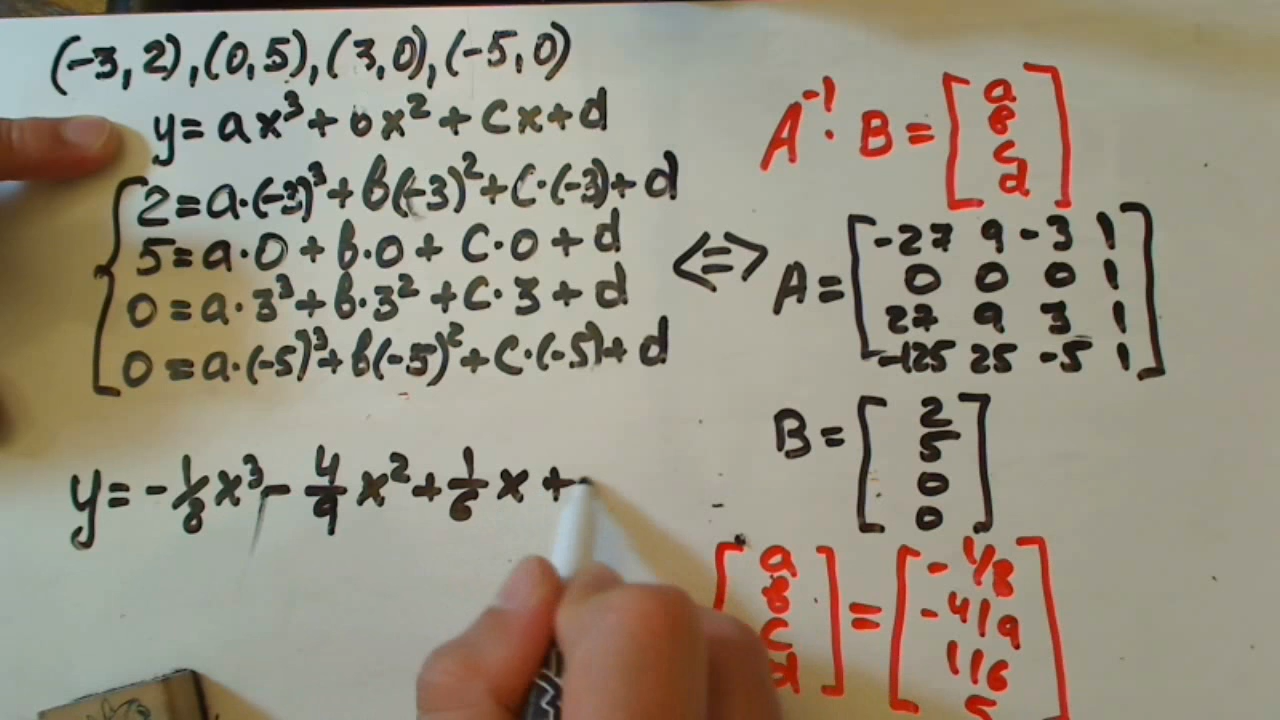 (-3, 2), (0, 5), (3, 0), (-5, 0)
y = ax³ + bx² + cx + d
2 = a·(-3)³ + b(-3)² + c·(-3) + d
5 = a·0 + b·0 + c·0 + d
0 = a·3³ + b·3² + c·3 + d
0 = a·(-5)³ + b(-5)² + c·(-5) + d
<=>
y = -1/8x³ - 4/9x² + 1/6x +
A⁻¹·B = [a
b
c
d]
A = [-27 9 -3 1
0 0 0 1
27 9 3 1
-125 25 -5 1]
B = [2
5
0
0]
[a b c d] = [-1/8
-4/9
1/6
5]